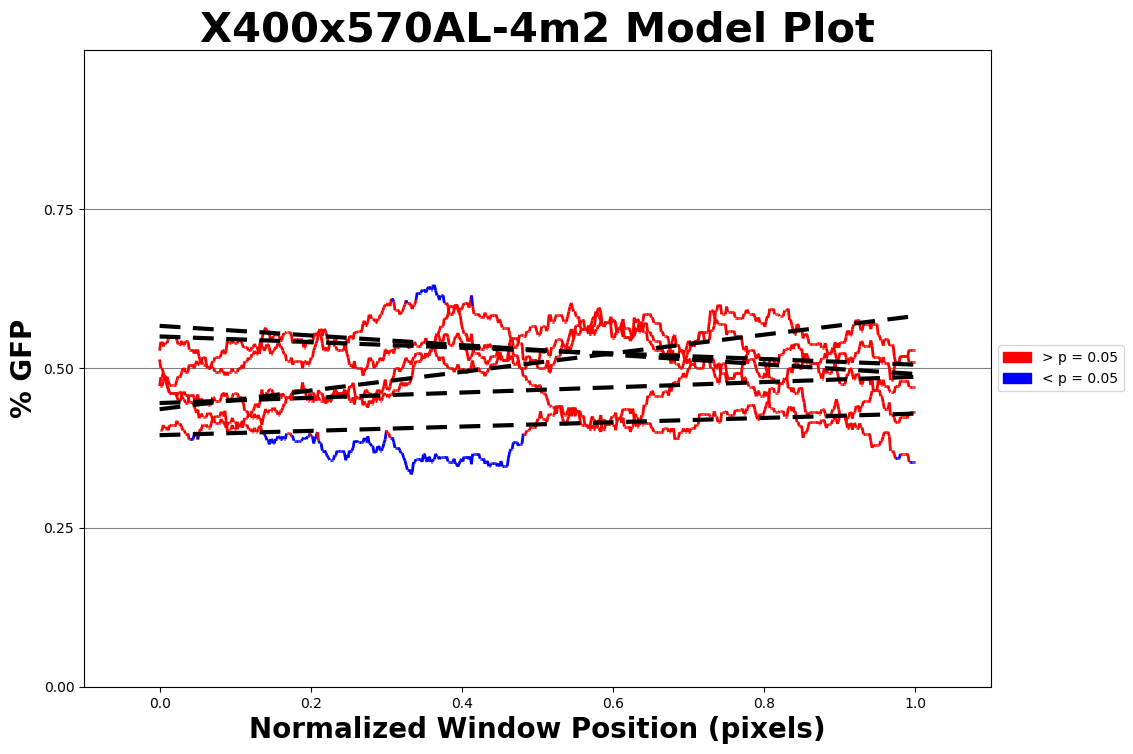 X400x570AL-4m2 Model Plot
% GFP
0.75
0.50
0.25
0.00
0.0 0.2 0.4 0.6 0.8 1.0
Normalized Window Position (pixels)
> p = 0.05
< p = 0.05